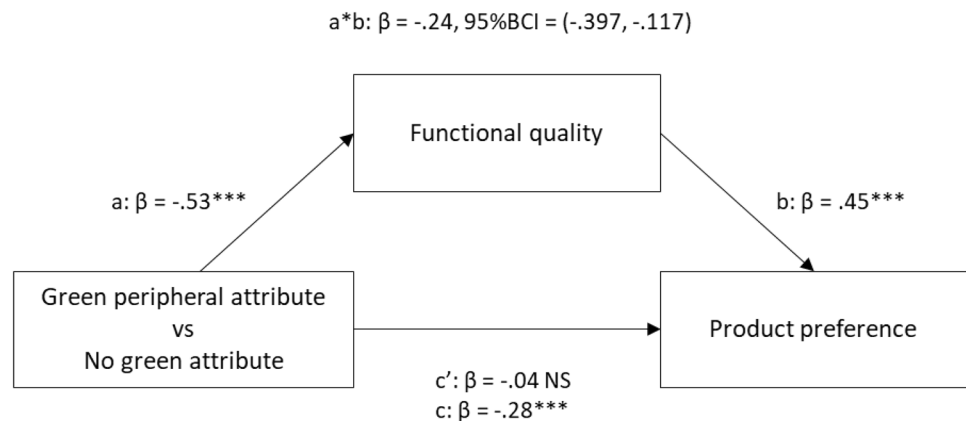 a*b: β = -.24, 95%BCI = (-.397, -.117)
Functional quality
a: β = -.53***
b: β = .45***
Green peripheral attribute
vs
No green attribute
Product preference
c’: β = -.04 NS
c: β = -.28***